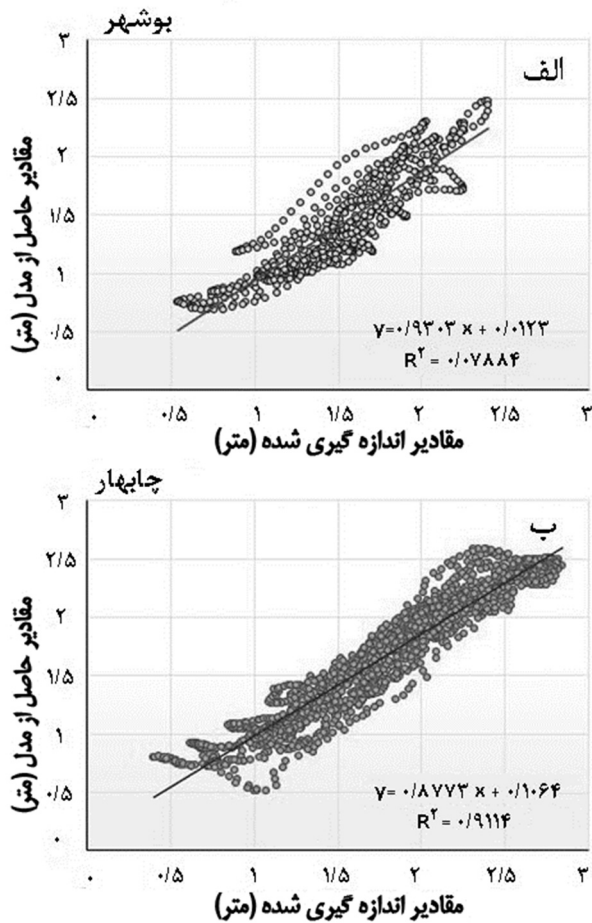 بوشهر
الف
۳
۲/۵
۲
۱/۵
۱
۰/۵
۰
مقادیر حاصل از مدل (متر)
y=۰/۹۳۰۳ x + ۰/۰۱۲۳
R۲ = ۰/۰۷۸۸۴
۰ ۰/۵ ۱ ۱/۵ ۲ ۲/۵ ۳
مقادیر اندازه گیری شده (متر)
چابهار
پ
۳
۲/۵
۲
۱/۵
۱
۰/۵
۰
مقادیر حاصل از مدل (متر)
y=۰/۸۷۷۳ x + ۰/۱۰۶۴
R۲ = ۰/۹۱۱۴
۰ ۰/۵ ۱ ۱/۵ ۲ ۲/۵ ۳
مقادیر اندازه گیری شده (متر)